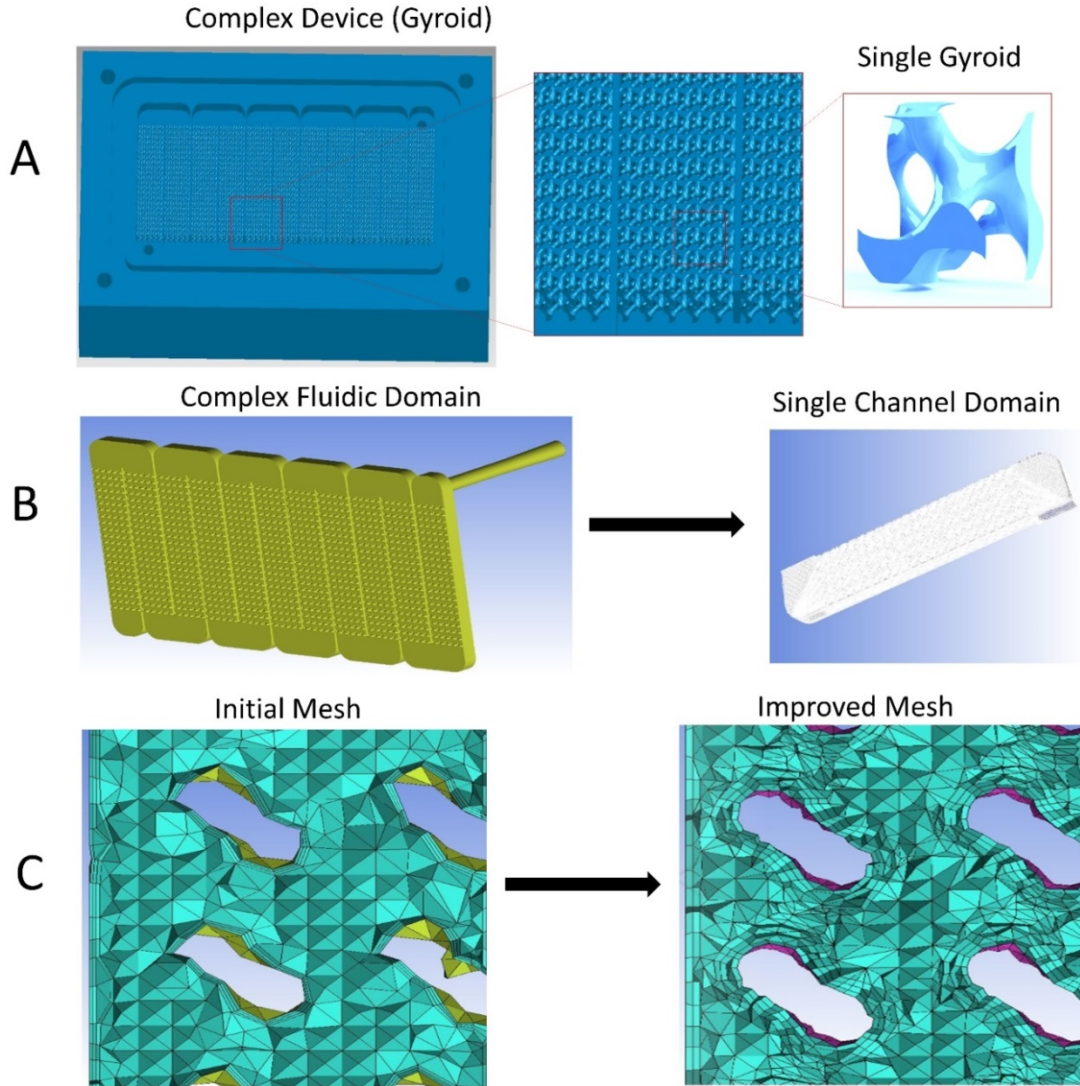 Complex Device (Gyroid)
Single Gyroid
A
Complex Fluidic Domain
Single Channel Domain
B
Initial Mesh
Improved Mesh
C